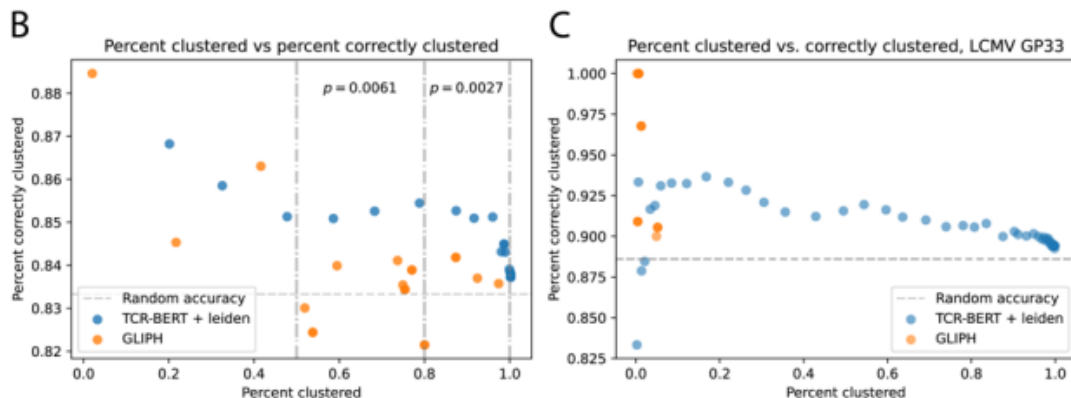 B
Percent clustered vs percent correctly clustered
Percent correctly clustered
0.88
0.87
0.86
0.85
0.84
0.83
0.82
p = 0.0061
p = 0.0027
Random accuracy
TCR-BERT + leiden
GLIPH
0.0 0.2 0.4 0.6 0.8 1.0
Percent clustered
C
Percent clustered vs. correctly clustered, LCMV GP33
Percent correctly clustered
1.000
0.975
0.950
0.925
0.900
0.875
0.850
0.825
Random accuracy
TCR-BERT + leiden
GLIPH
0.0 0.2 0.4 0.6 0.8 1.0
Percent clustered